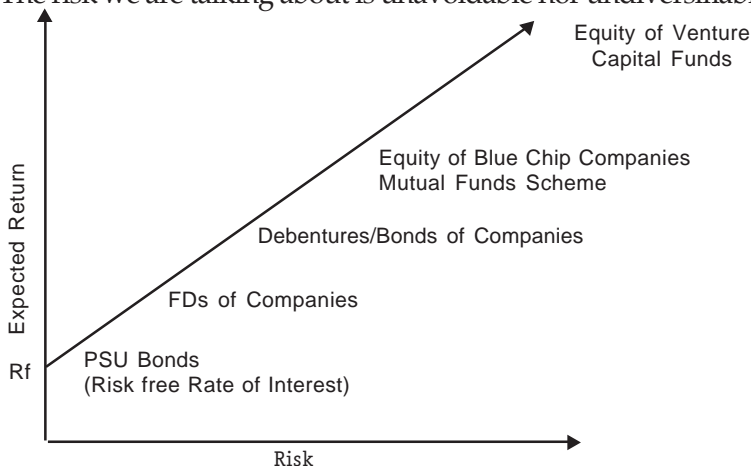 The risk we are talking about is unavoidable nor undiversifiabl
Equity of Venture
Capital Funds
Equity of Blue Chip Companies
Mutual Funds Scheme
Debentures/Bonds of Companies
FDs of Companies
PSU Bonds
(Risk free Rate of Interest)
Expected Return
Rf
Risk